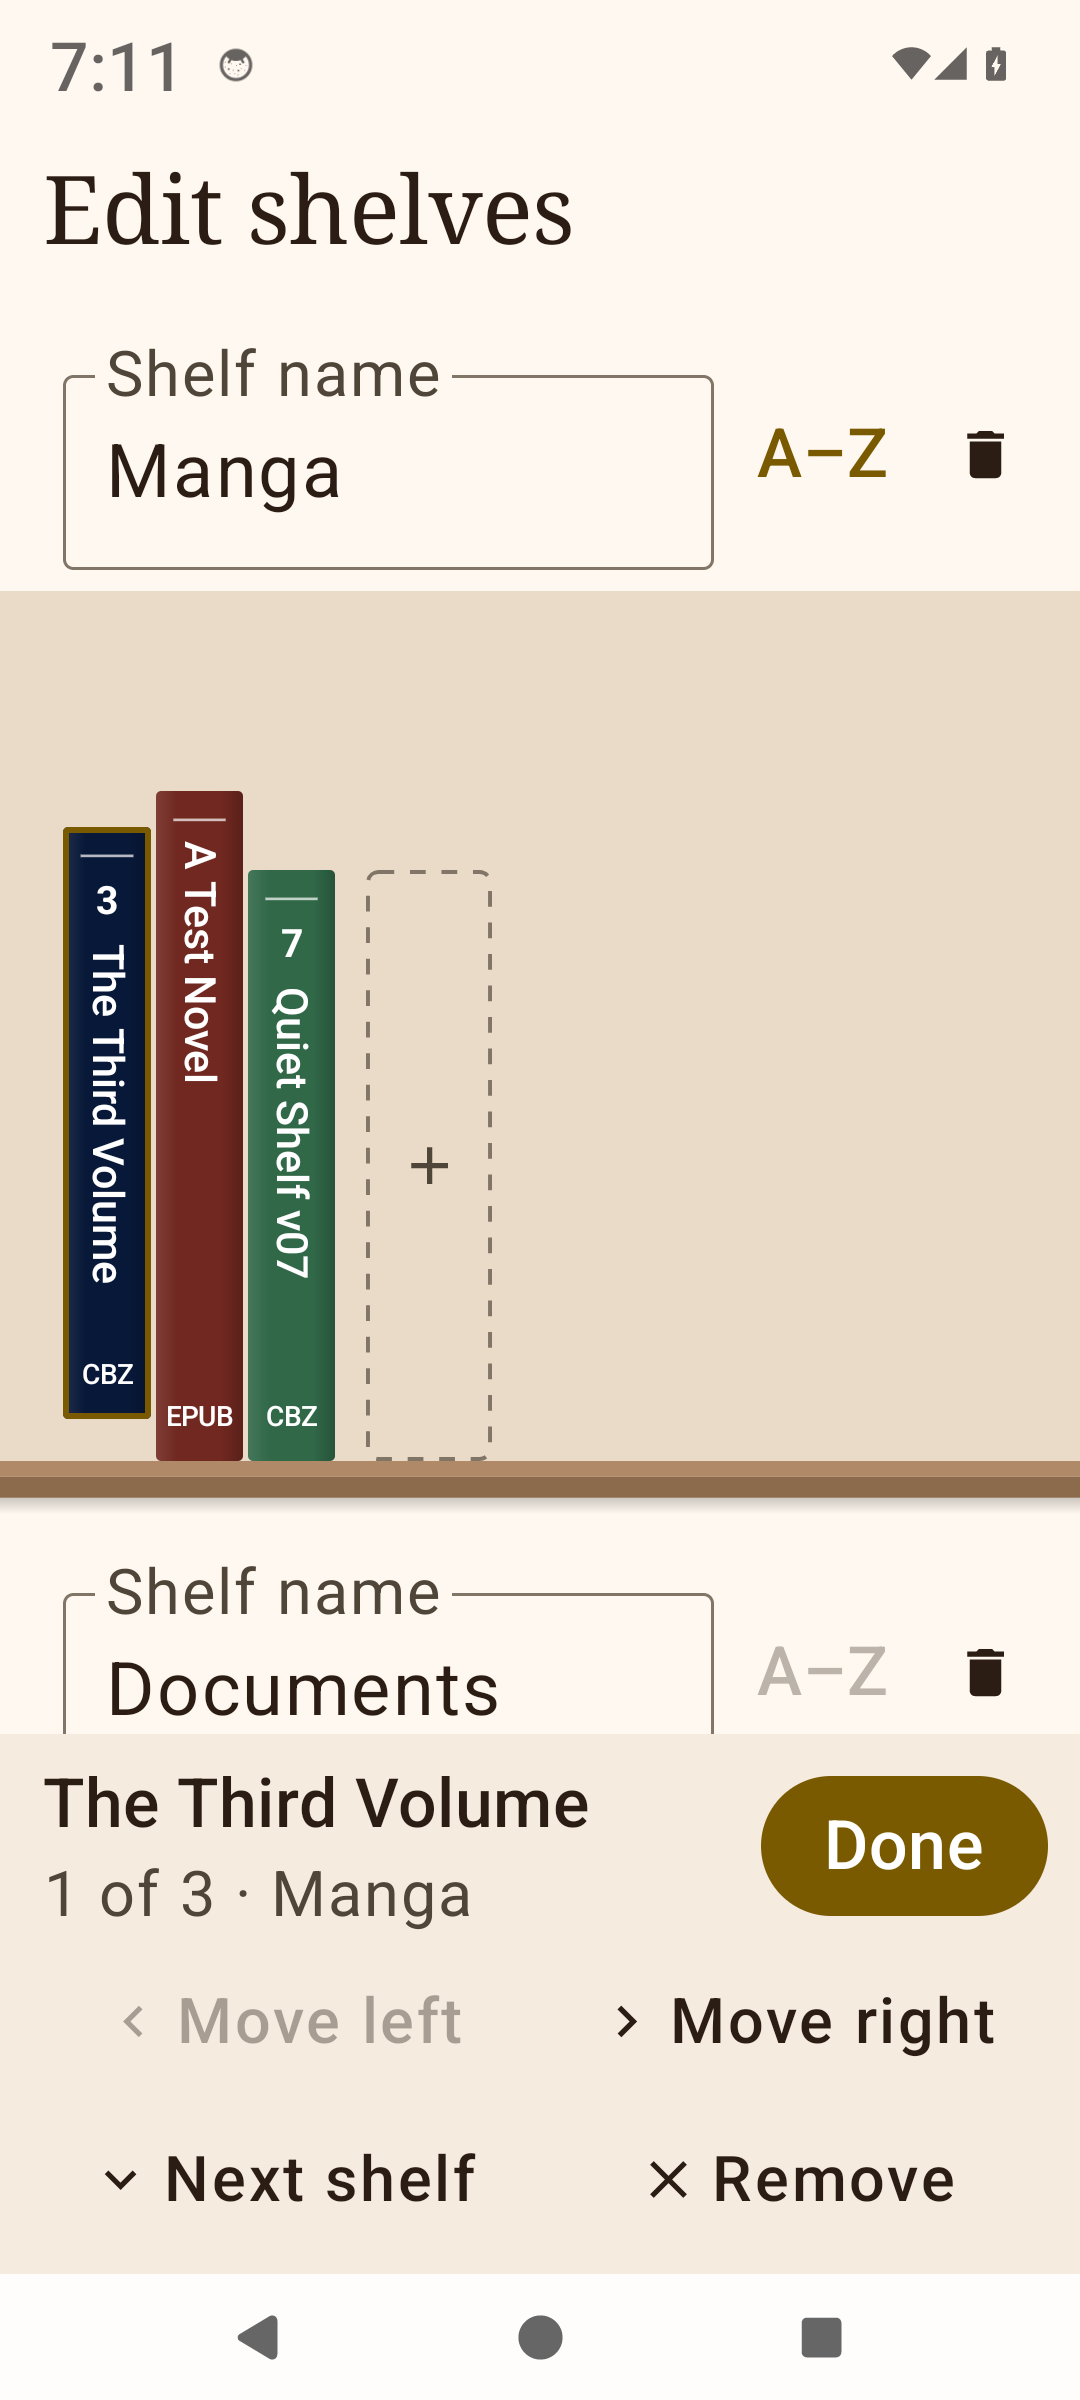 7:11
Edit shelves
Shelf name
Manga
A–Z
3 The Third Volume
CBZ
A Test Novel
EPUB
7 Quiet Shelf v07
CBZ
+
Shelf name
Documents
A–Z
The Third Volume
1 of 3 · Manga
Done
Move left
Move right
Next shelf
Remove